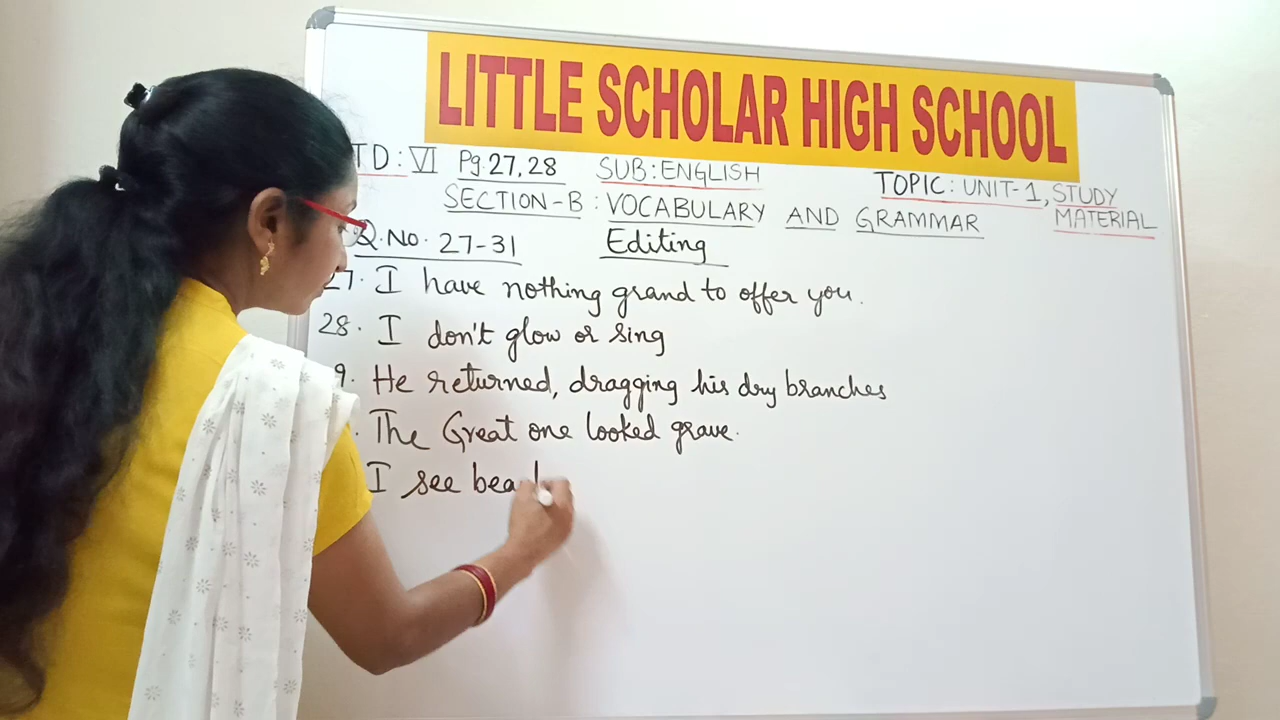 LITTLE SCHOLAR HIGH SCHOOL
TD: VI Pg. 27, 28 SUB: ENGLISH TOPIC: UNIT-1, STUDY MATERIAL
SECTION-B: VOCABULARY AND GRAMMAR
Q. No. 27-31 Editing
27. I have nothing grand to offer you.
28. I don't glow or sing
9. He returned, dragging his dry branches
. The Great one looked grave.
I see